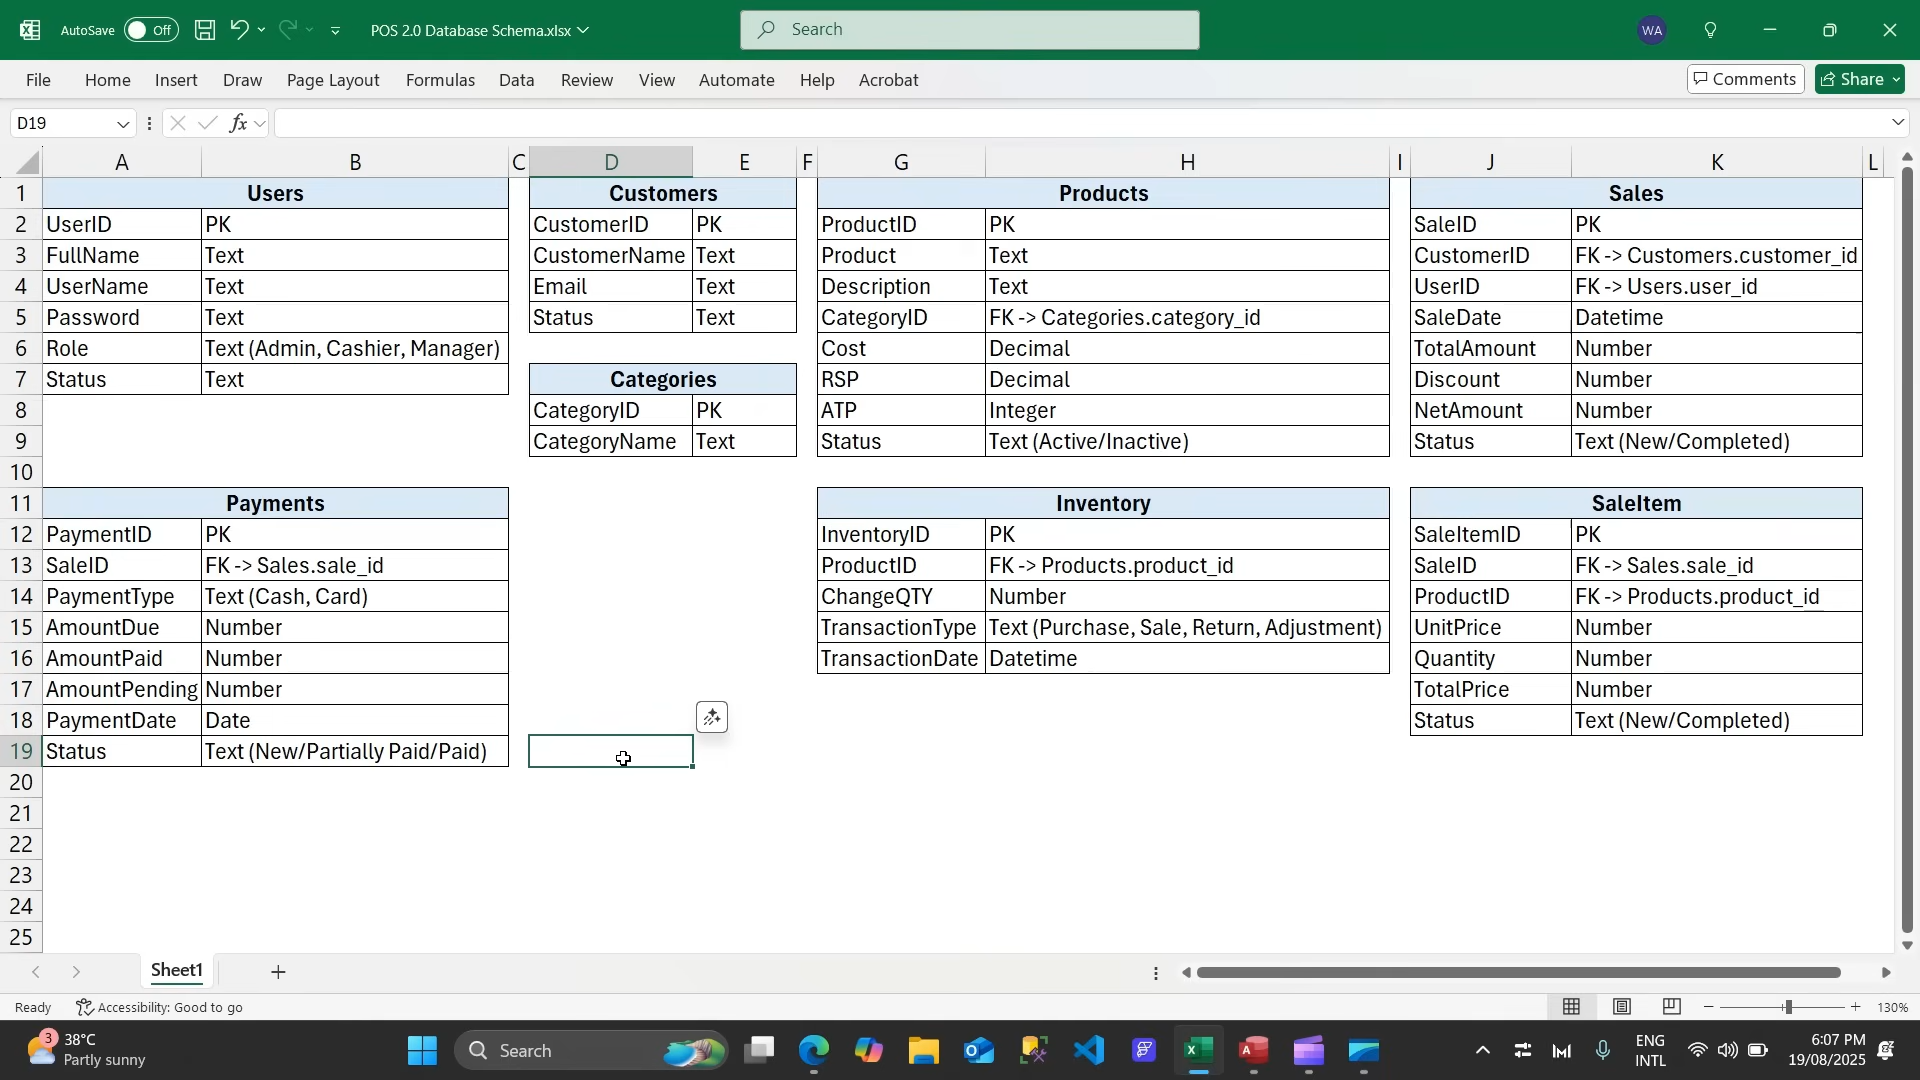 AutoSave Off POS 2.0 Database Schema.xlsx Search WA
File Home Insert Draw Page Layout Formulas Data Review View Automate Help Acrobat Comments Share
D19 fx
A B C D E F G H I J K L
1 Users Customers Products Sales
2 UserID PK CustomerID PK ProductID PK SaleID PK
3 FullName Text CustomerName Text Product Text CustomerID FK -> Customers.customer_id
4 UserName Text Email Text Description Text UserID FK -> Users.user_id
5 Password Text Status Text CategoryID FK -> Categories.category_id SaleDate Datetime
6 Role Text (Admin, Cashier, Manager) Cost Decimal TotalAmount Number
7 Status Text Categories RSP Decimal Discount Number
8 CategoryID PK ATP Integer NetAmount Number
9 CategoryName Text Status Text (Active/Inactive) Status Text (New/Completed)
10
11 Payments Inventory SaleItem
12 PaymentID PK InventoryID PK SaleItemID PK
13 SaleID FK -> Sales.sale_id ProductID FK -> Products.product_id SaleID FK -> Sales.sale_id
14 PaymentType Text (Cash, Card) ChangeQTY Number ProductID FK -> Products.product_id
15 AmountDue Number TransactionType Text (Purchase, Sale, Return, Adjustment) UnitPrice Number
16 AmountPaid Number TransactionDate Datetime Quantity Number
17 AmountPending Number TotalPrice Number
18 PaymentDate Date Status Text (New/Completed)
19 Status Text (New/Partially Paid/Paid)
20
21
22
23
24
25
Sheet1
Ready Accessibility: Good to go 130%
3 38°C
Partly sunny
Search
ENG
INTL
6:07 PM
19/08/2025